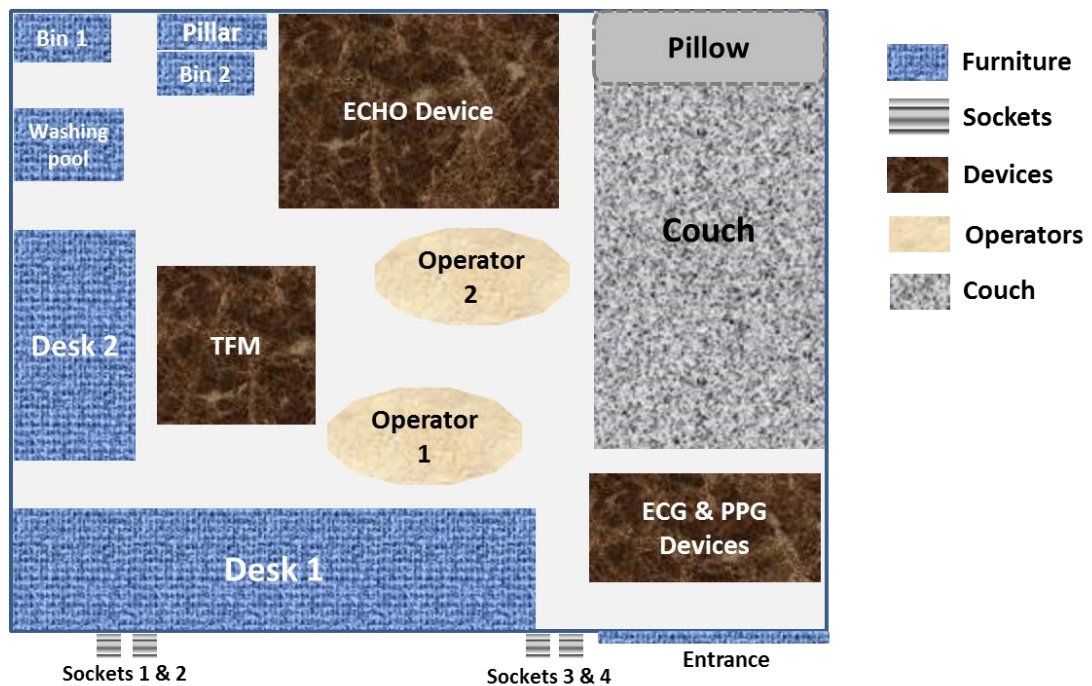 Bin 1
Pillar
Bin 2
ECHO Device
Pillow
Washing
pool
Couch
Operator
2
Desk 2
TFM
Operator
1
ECG & PPG
Devices
Desk 1
Sockets 1 & 2
Sockets 3 & 4
Entrance
Furniture
Sockets
Devices
Operators
Couch